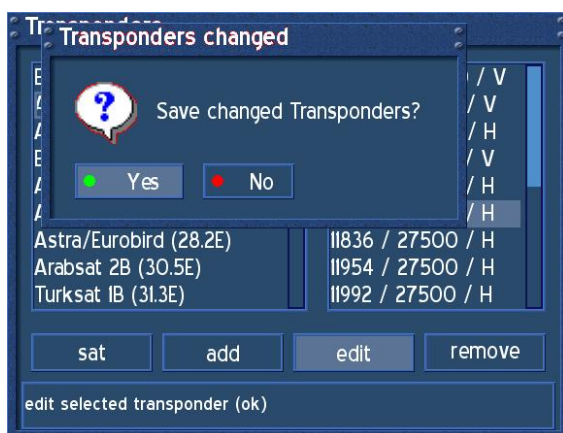 Transponders changed
Save changed Transponders?
Yes No
/ V
/ V
/ H
/ V
/ H
/ H
Astra/Eurobird (28.2E) 11836 / 27500 / H
Arabsat 2B (30.5E) 11954 / 27500 / H
Turksat 1B (31.3E) 11992 / 27500 / H
sat add edit remove
edit selected transponder (ok)